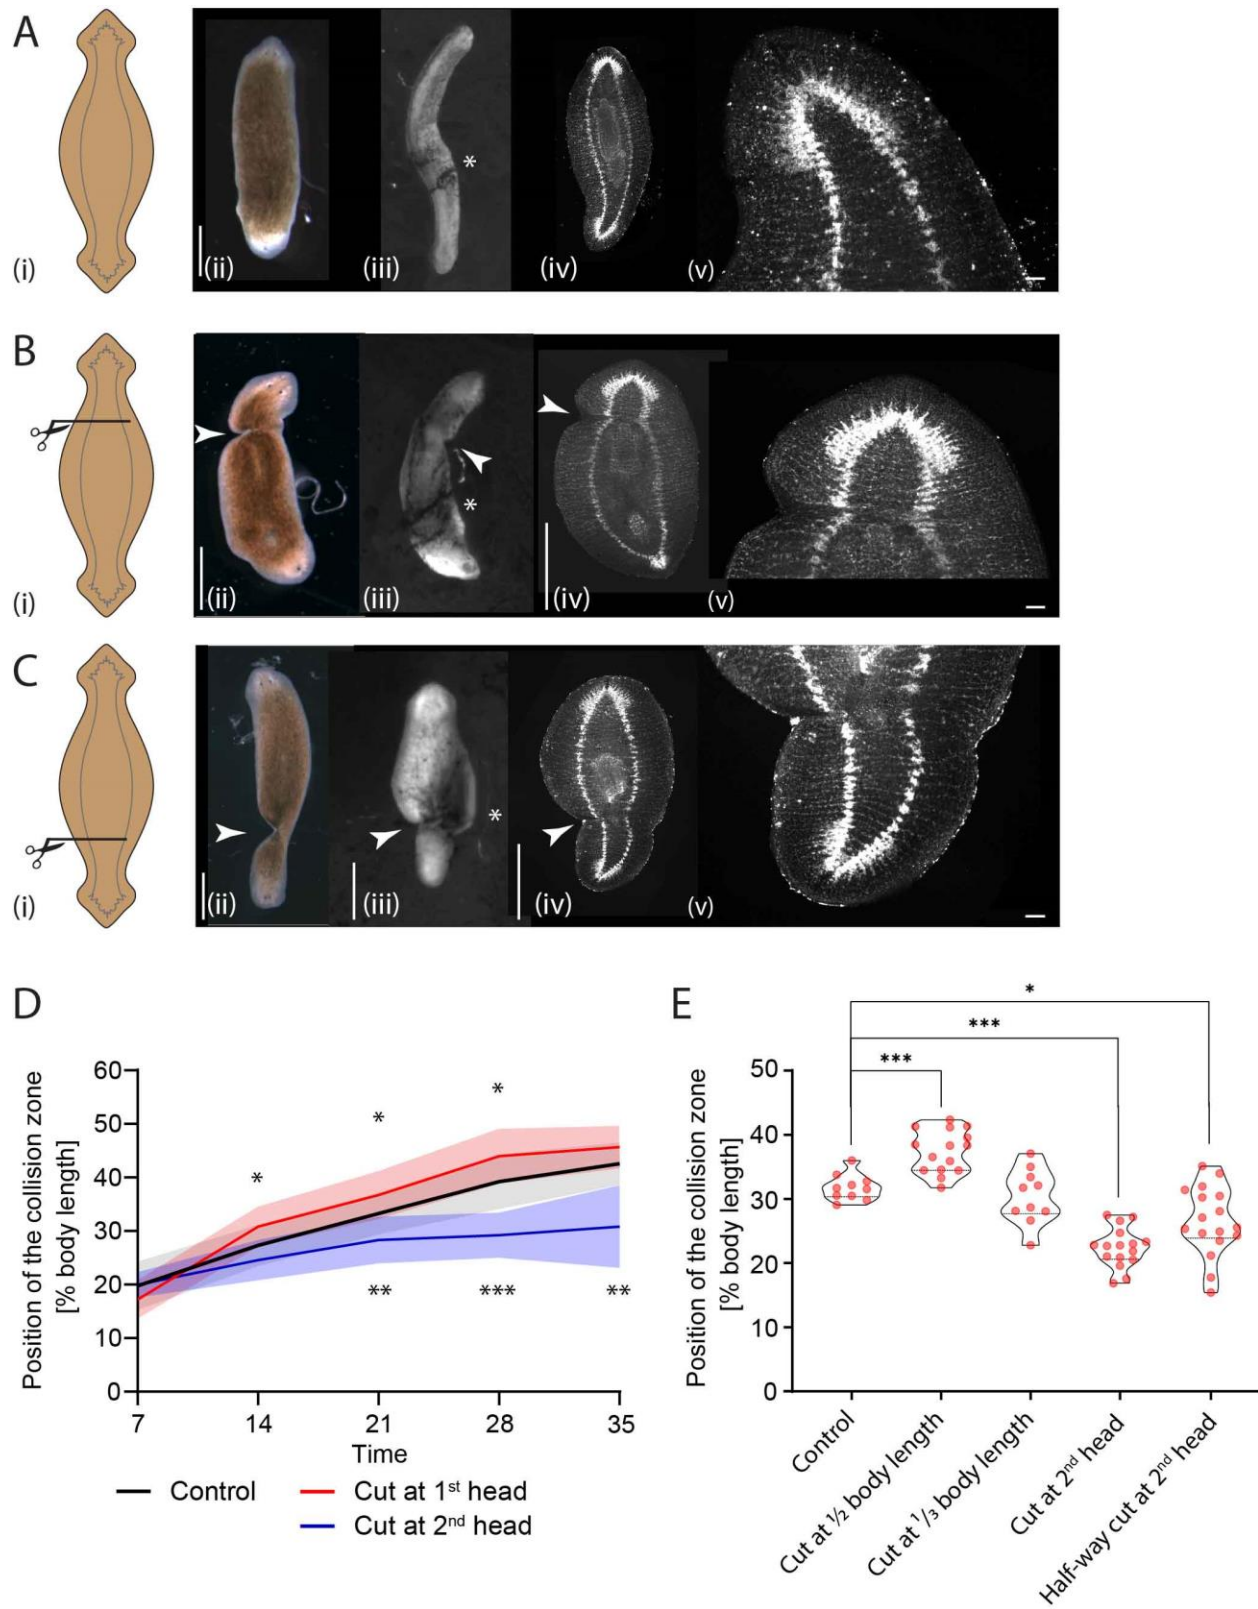 A
(i)
(ii)
(iii)
*
(iv)
(v)
B
(i)
(ii)
(iii)
*
(iv)
(v)
C
(i)
(ii)
(iii)
*
(iv)
(v)
D
Position of the collision zone
[% body length]
60
50
40
30
20
10
0
*
*
*
**
***
**
7
14
21
28
35
Time
Control
Cut at 1st head
Cut at 2nd head
E
Position of the collision zone
[% body length]
50
40
30
20
10
0
*
***
***
Control
Cut at ½ body length
Cut at 1/3 body length
Cut at 2nd head
Half-way cut at 2nd head